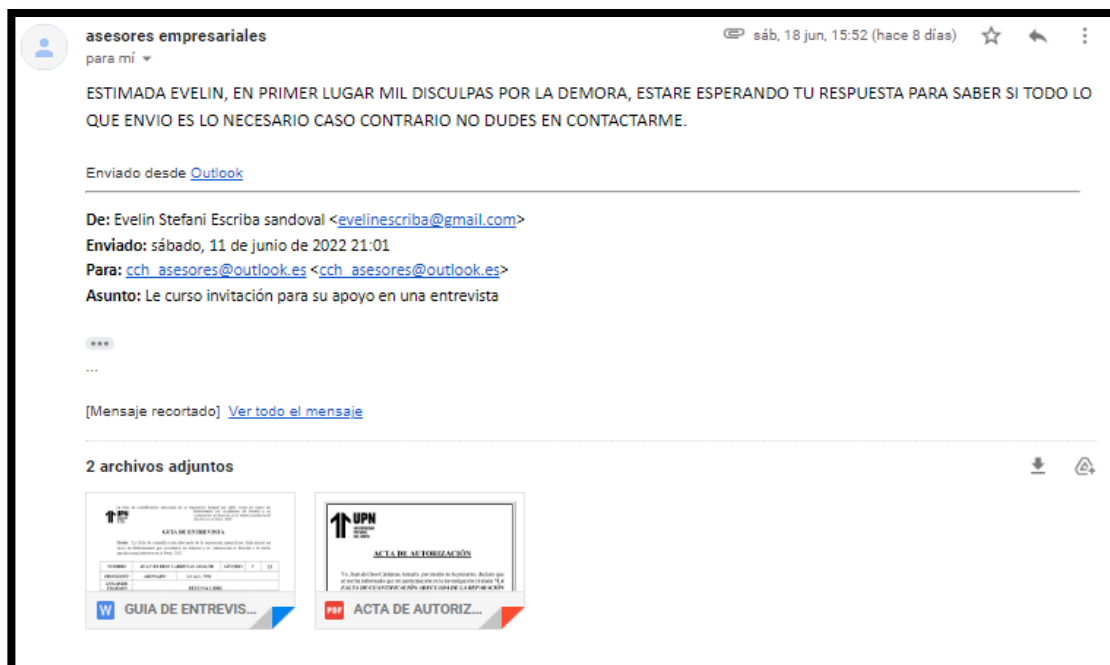 asesores empresariales
sáb, 18 jun, 15:52 (hace 8 días)
para mí
ESTIMADA EVELIN, EN PRIMER LUGAR MIL DISCULPAS POR LA DEMORA, ESTARE ESPERANDO TU RESPUESTA PARA SABER SI TODO LO
QUE ENVIO ES LO NECESARIO CASO CONTRARIO NO DUDES EN CONTACTARME.
Enviado desde Outlook
De: Evelin Stefani Escriba sandoval <evelinescriba@gmail.com>
Enviado: sábado, 11 de junio de 2022 21:01
Para: cch_asesores@outlook.es <cch_asesores@outlook.es>
Asunto: Le curso invitación para su apoyo en una entrevista
...
[Mensaje recortado] Ver todo el mensaje
2 archivos adjuntos
UPN
GUIA DE ENTREVISTA
W GUIA DE ENTREVIS...
UPN
ACTA DE AUTORIZACIÓN
PDF ACTA DE AUTORIZ...